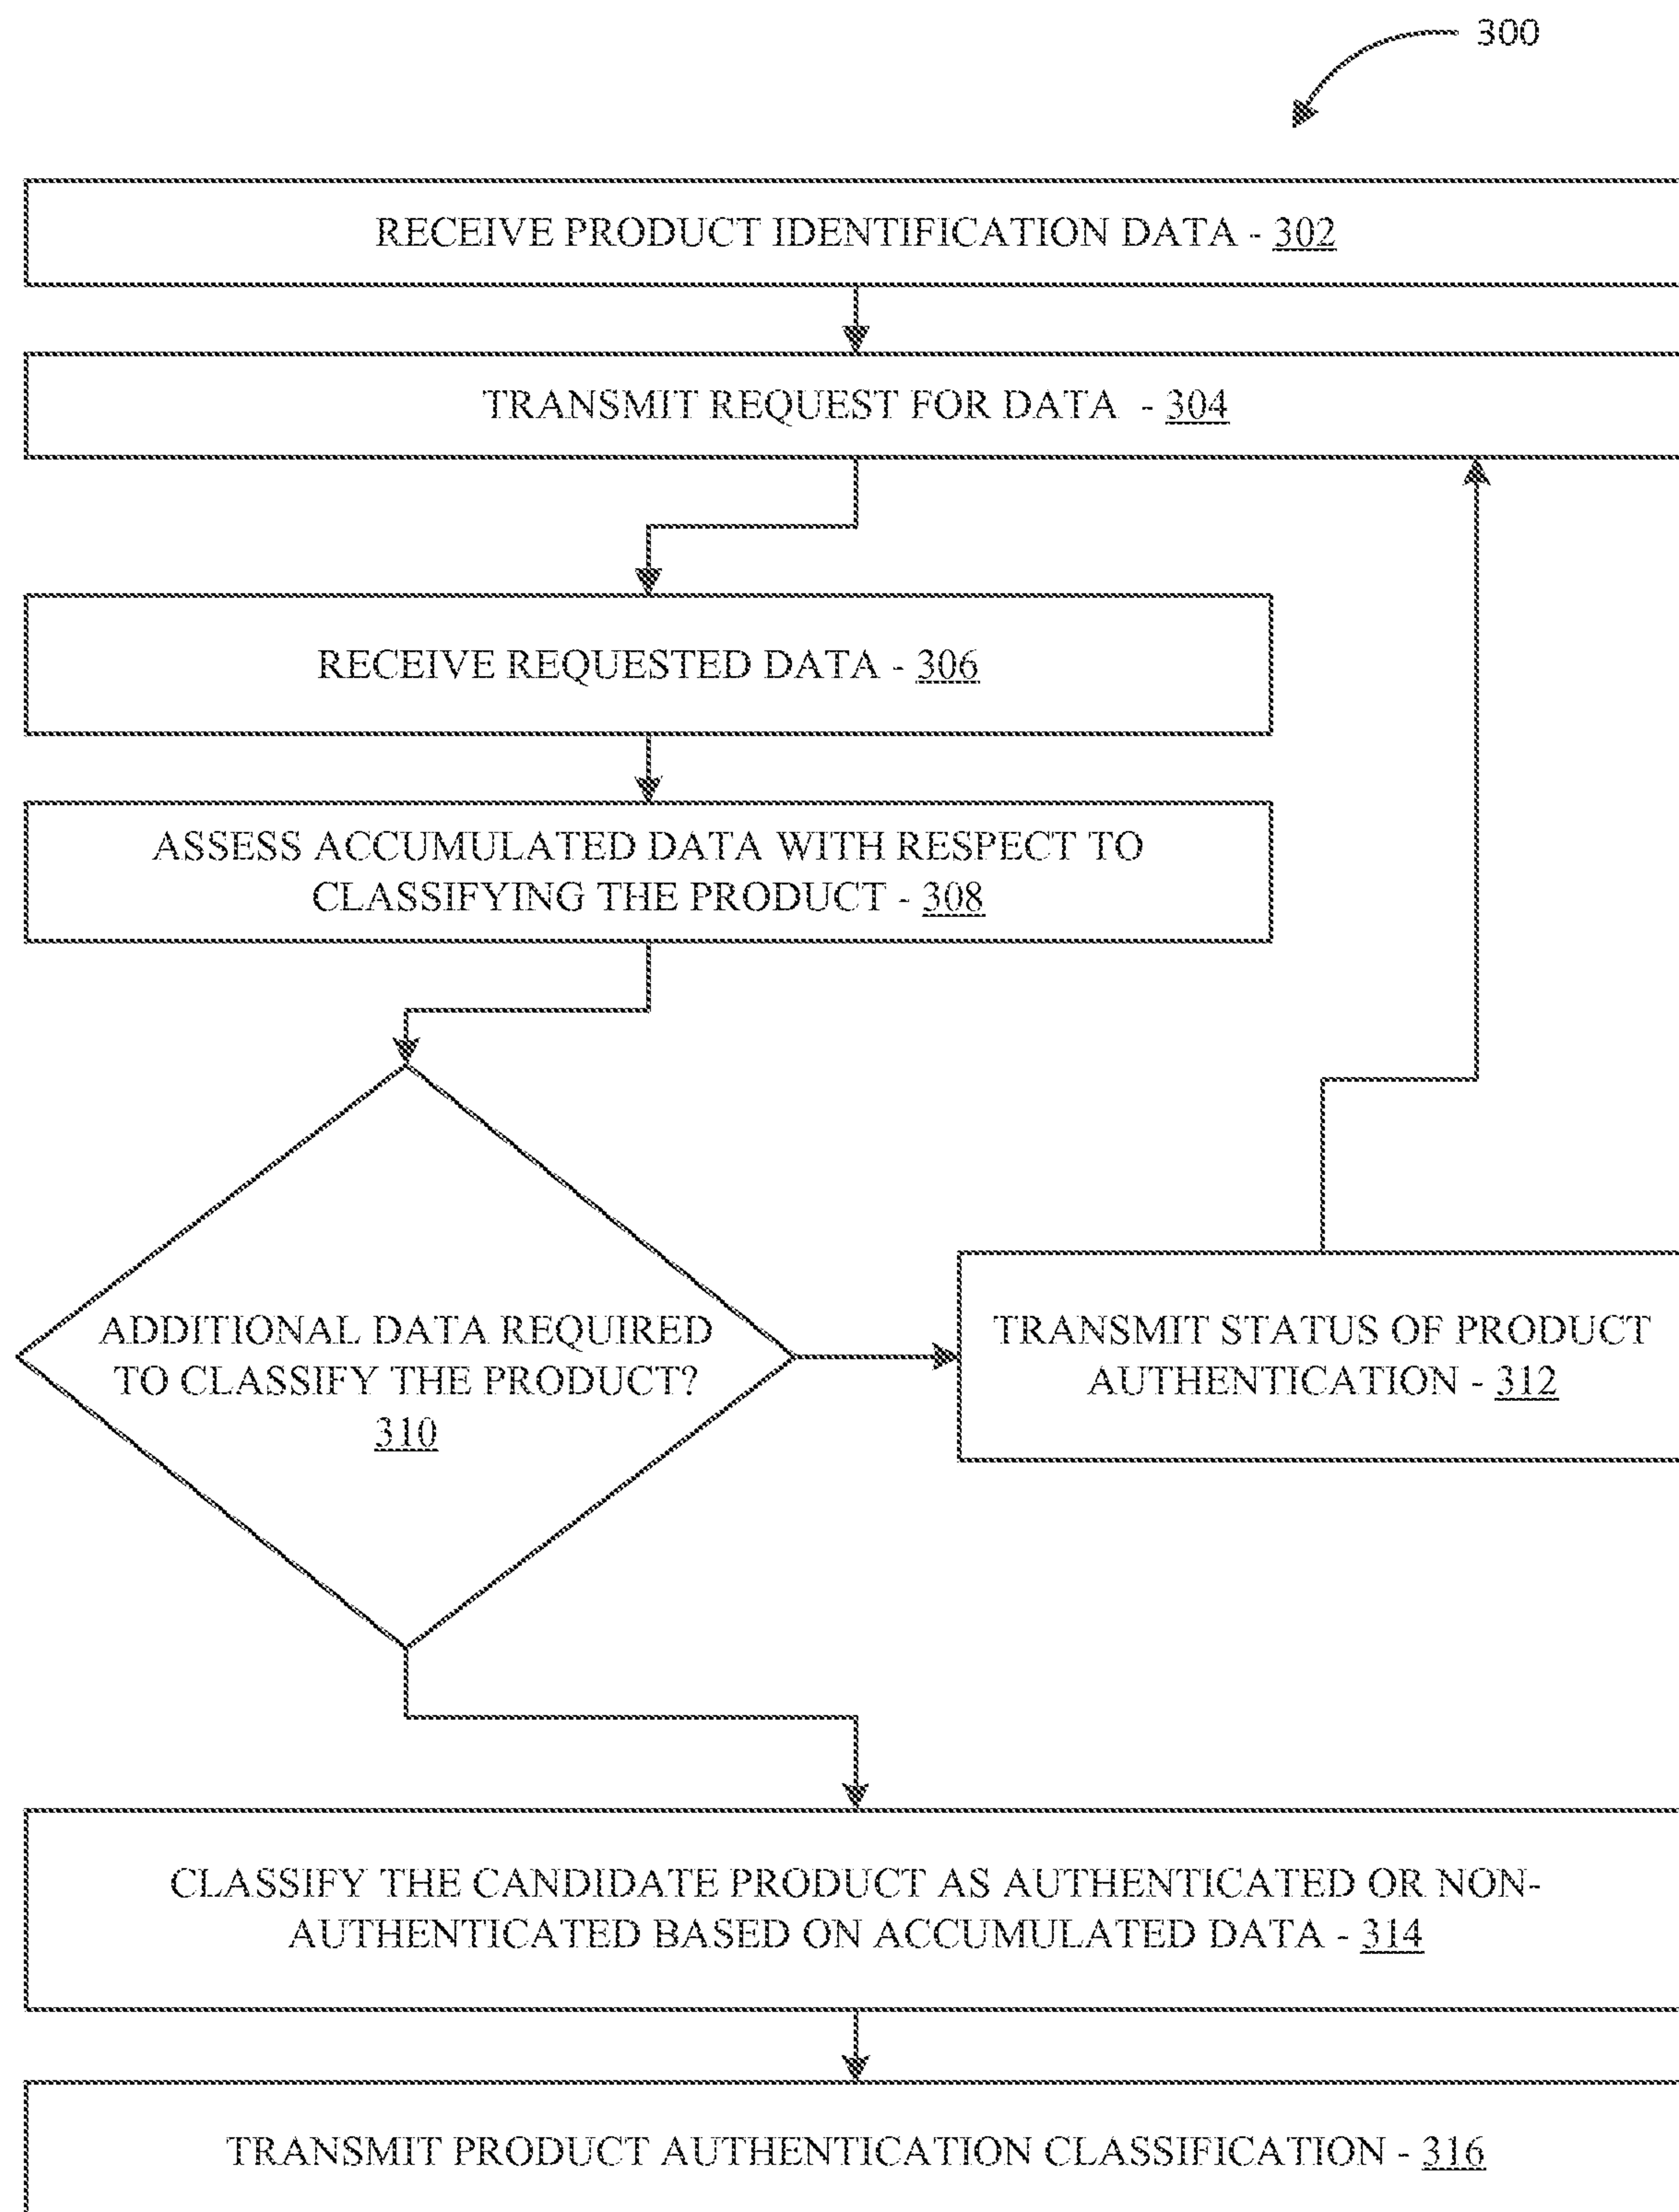 300
RECEIVE PRODUCT IDENTIFICATION DATA - 302
TRANSMIT REQUEST FOR DATA - 304
RECEIVE REQUESTED DATA - 306
ASSESS ACCUMULATED DATA WITH RESPECT TO
CLASSIFYING THE PRODUCT - 308
ADDITIONAL DATA REQUIRED
TO CLASSIFY THE PRODUCT?
310
TRANSMIT STATUS OF PRODUCT
AUTHENTICATION - 312
CLASSIFY THE CANDIDATE PRODUCT AS AUTHENTICATED OR NON-
AUTHENTICATED BASED ON ACCUMULATED DATA - 314
TRANSMIT PRODUCT AUTHENTICATION CLASSIFICATION - 316